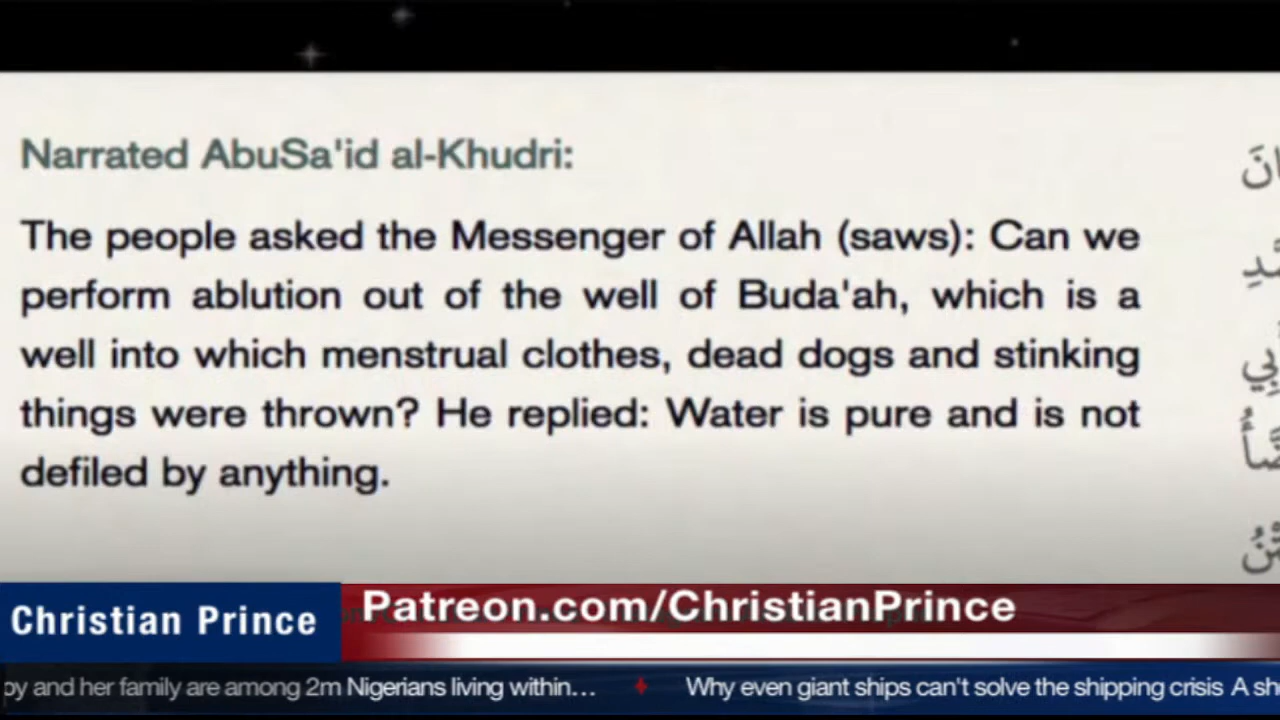 Narrated AbuSa'id al-Khudri:
The people asked the Messenger of Allah (saws): Can we
perform ablution out of the well of Buda'ah, which is a
well into which menstrual clothes, dead dogs and stinking
things were thrown? He replied: Water is pure and is not
defiled by anything.
Christian Prince
Patreon.com/ChristianPrince
and her family are among 2m Nigerians living within... Why even giant ships can't solve the shipping crisis A